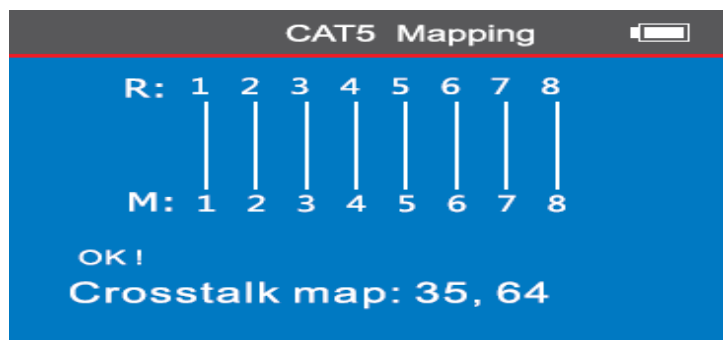 CAT5 Mapping
R: 1 2 3 4 5 6 7 8
M: 1 2 3 4 5 6 7 8
OK!
Crosstalk map: 35, 64